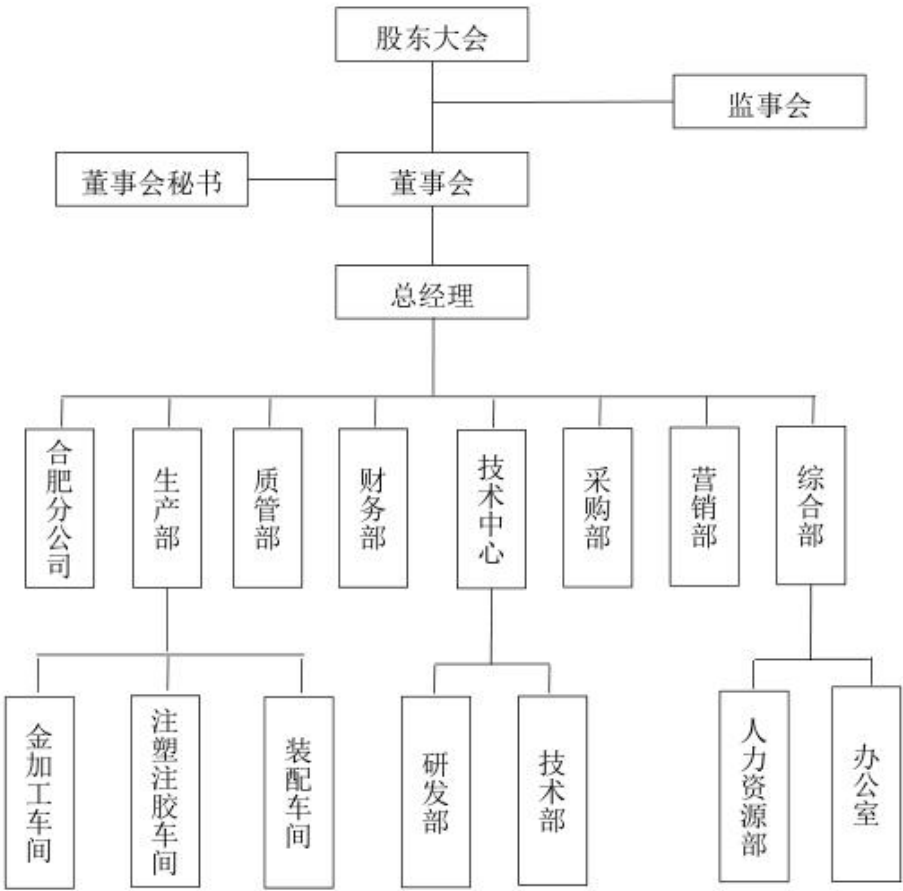 股东大会
监事会
董事会秘书
董事会
总经理
合肥分公司
生产部
质管部
财务部
技术中心
采购部
营销部
综合部
金加工车间
注塑注胶车间
装配车间
研发部
技术部
人力资源部
办公室